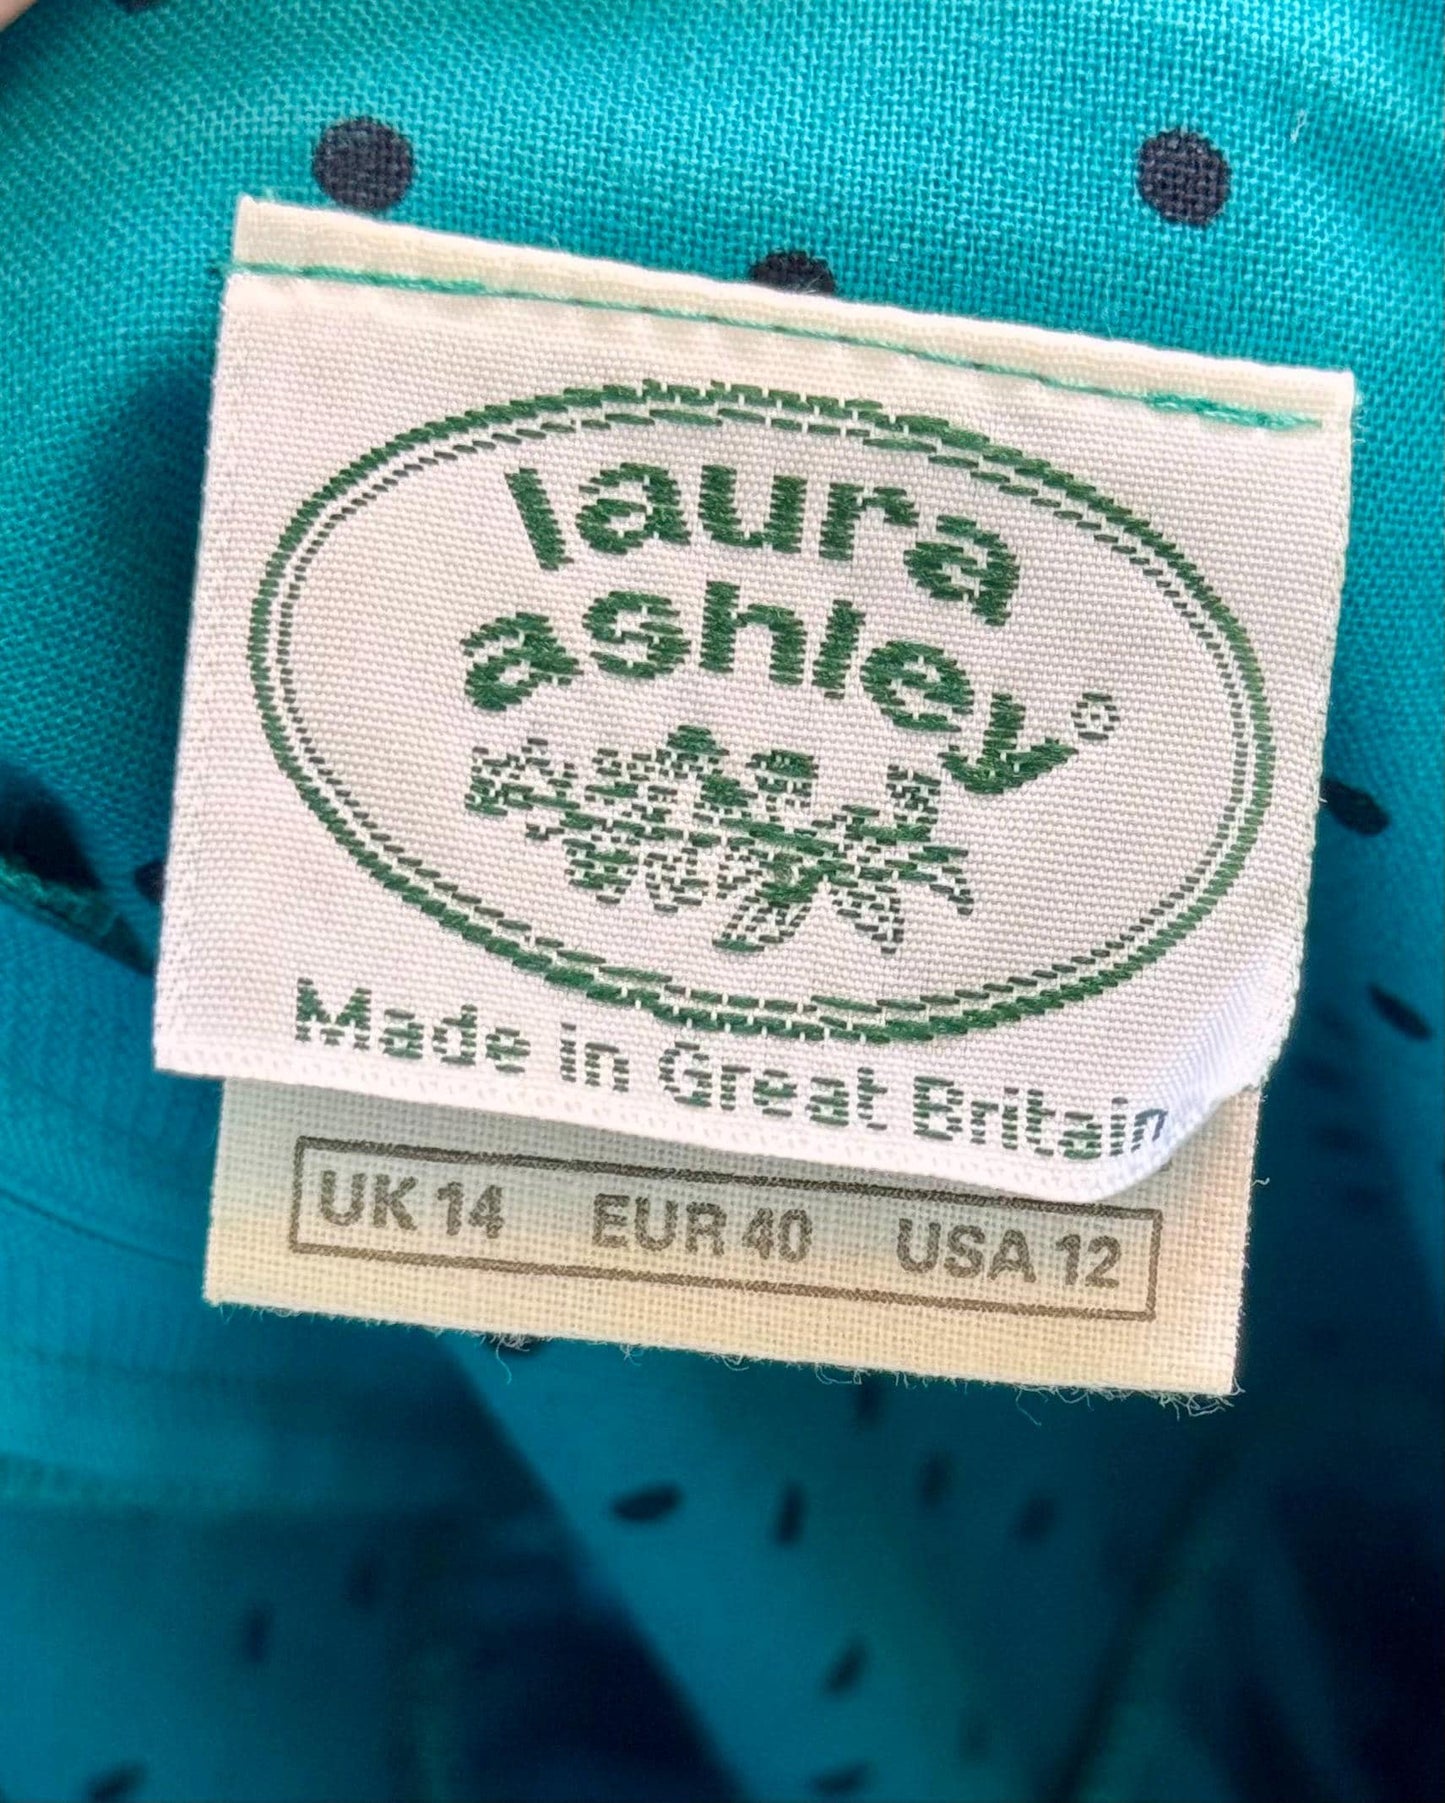 laura
ashley®
Made in Great Britain
UK 14 EUR 40 USA 12